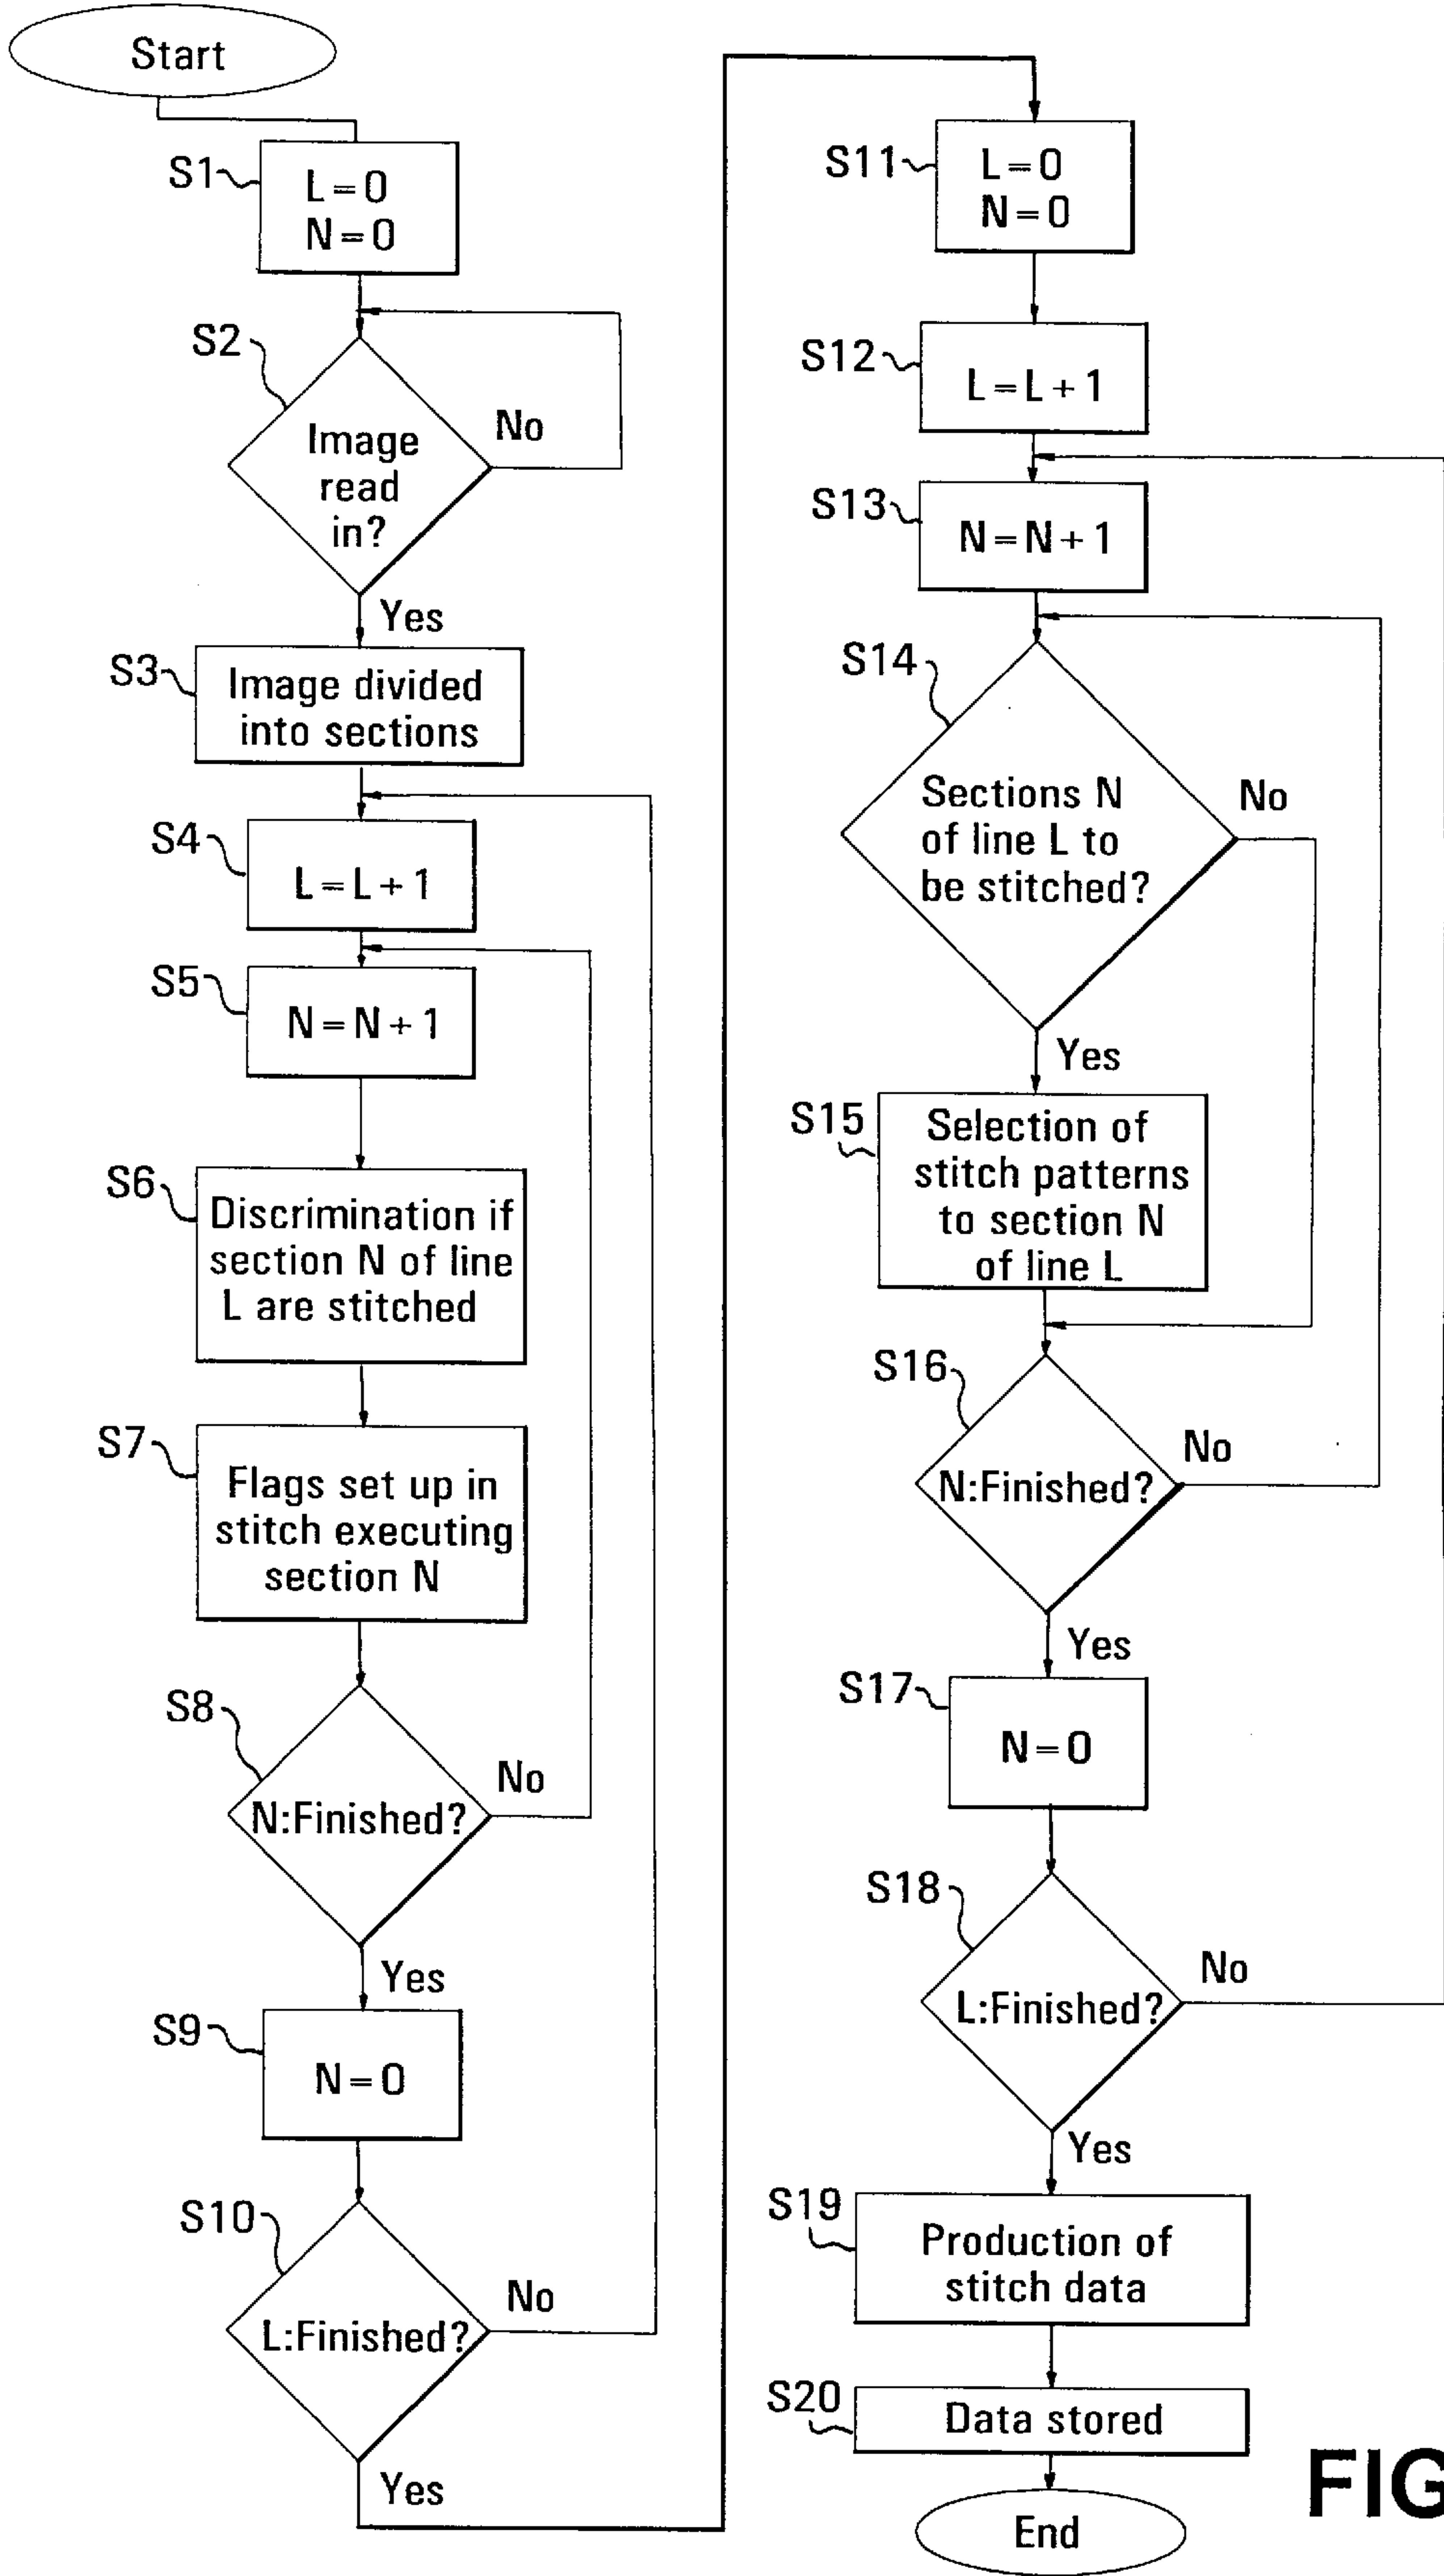 Start
S1
L=0
N=0
S2
Image
read
in?
No
Yes
S3
Image divided
into sections
S4
L=L+1
S5
N=N+1
S6
Discrimination if
section N of line
L are stitched
S7
Flags set up in
stitch executing
section N
S8
N:Finished?
No
Yes
S9
N=0
S10
L:Finished?
No
Yes
S11
L=0
N=0
S12
L=L+1
S13
N=N+1
S14
Sections N
of line L to
be stitched?
No
Yes
S15
Selection of
stitch patterns
to section N
of line L
S16
N:Finished?
No
Yes
S17
N=0
S18
L:Finished?
No
Yes
S19
Production of
stitch data
S20
Data stored
End
FIG